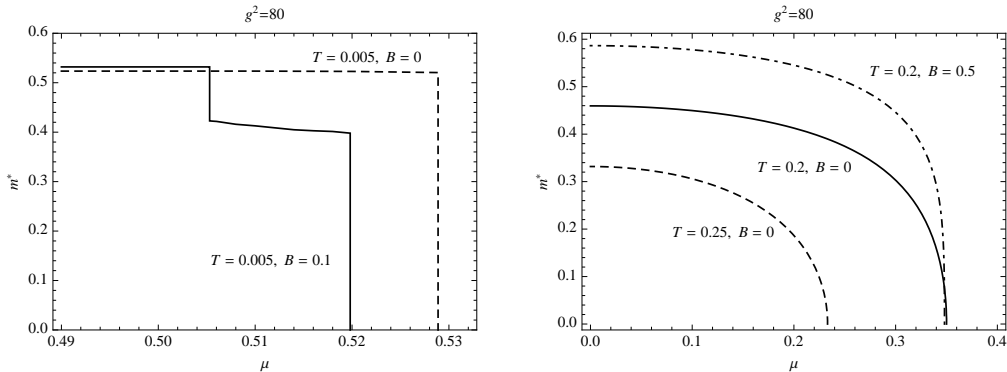 g²=80
0.6
0.5
0.4
0.3
0.2
0.1
0.0
m*
T = 0.005, B = 0
T = 0.005, B = 0.1
0.49
0.50
0.51
0.52
0.53
μ
g²=80
0.6
0.5
0.4
0.3
0.2
0.1
0.0
m*
T = 0.2, B = 0.5
T = 0.2, B = 0
T = 0.25, B = 0
0.0
0.1
0.2
0.3
0.4
μ